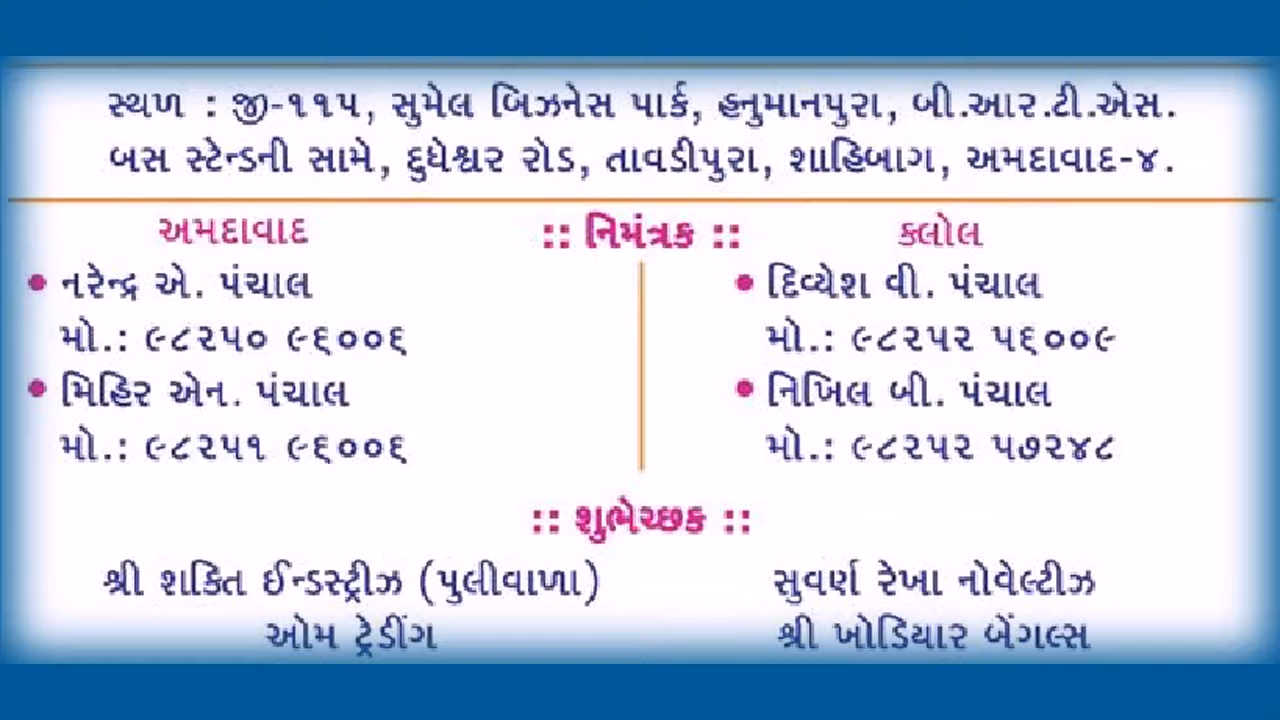 સ્થળ : જી-૧૧૫, સુમેલ બિઝનેસ પાર્ક, હનુમાનપુરા, બી.આર.ટી.એસ.
બસ સ્ટેન્ડની સામે, દુધેશ્વર રોડ, તાવડીપુરા, શાહિબાગ, અમદાવાદ-૪.
અમદાવાદ :: નિમંત્રક :: કલોલ
• નરેન્દ્ર એ. પંચાલ
મો.: ૯૮૨૫૦ ૯૬૦૦૬
• મિહિર એન. પંચાલ
મો.: ૯૮૨૫૧ ૯૬૦૦૬
• દિવ્યેશ વી. પંચાલ
મો.: ૯૮૨૫૨ ૫૬૦૦૯
• નિખિલ બી. પંચાલ
મો.: ૯૮૨૫૨ ૫૭૨૪૮
:: શુભેચ્છક ::
શ્રી શકિત ઈન્ડસ્ટ્રીઝ (પુલીવાળા)
ઓમ ટ્રેડીંગ
સુવર્ણ રેખા નોવેલ્ટીઝ
શ્રી ખોડિયાર બેંગલ્સ